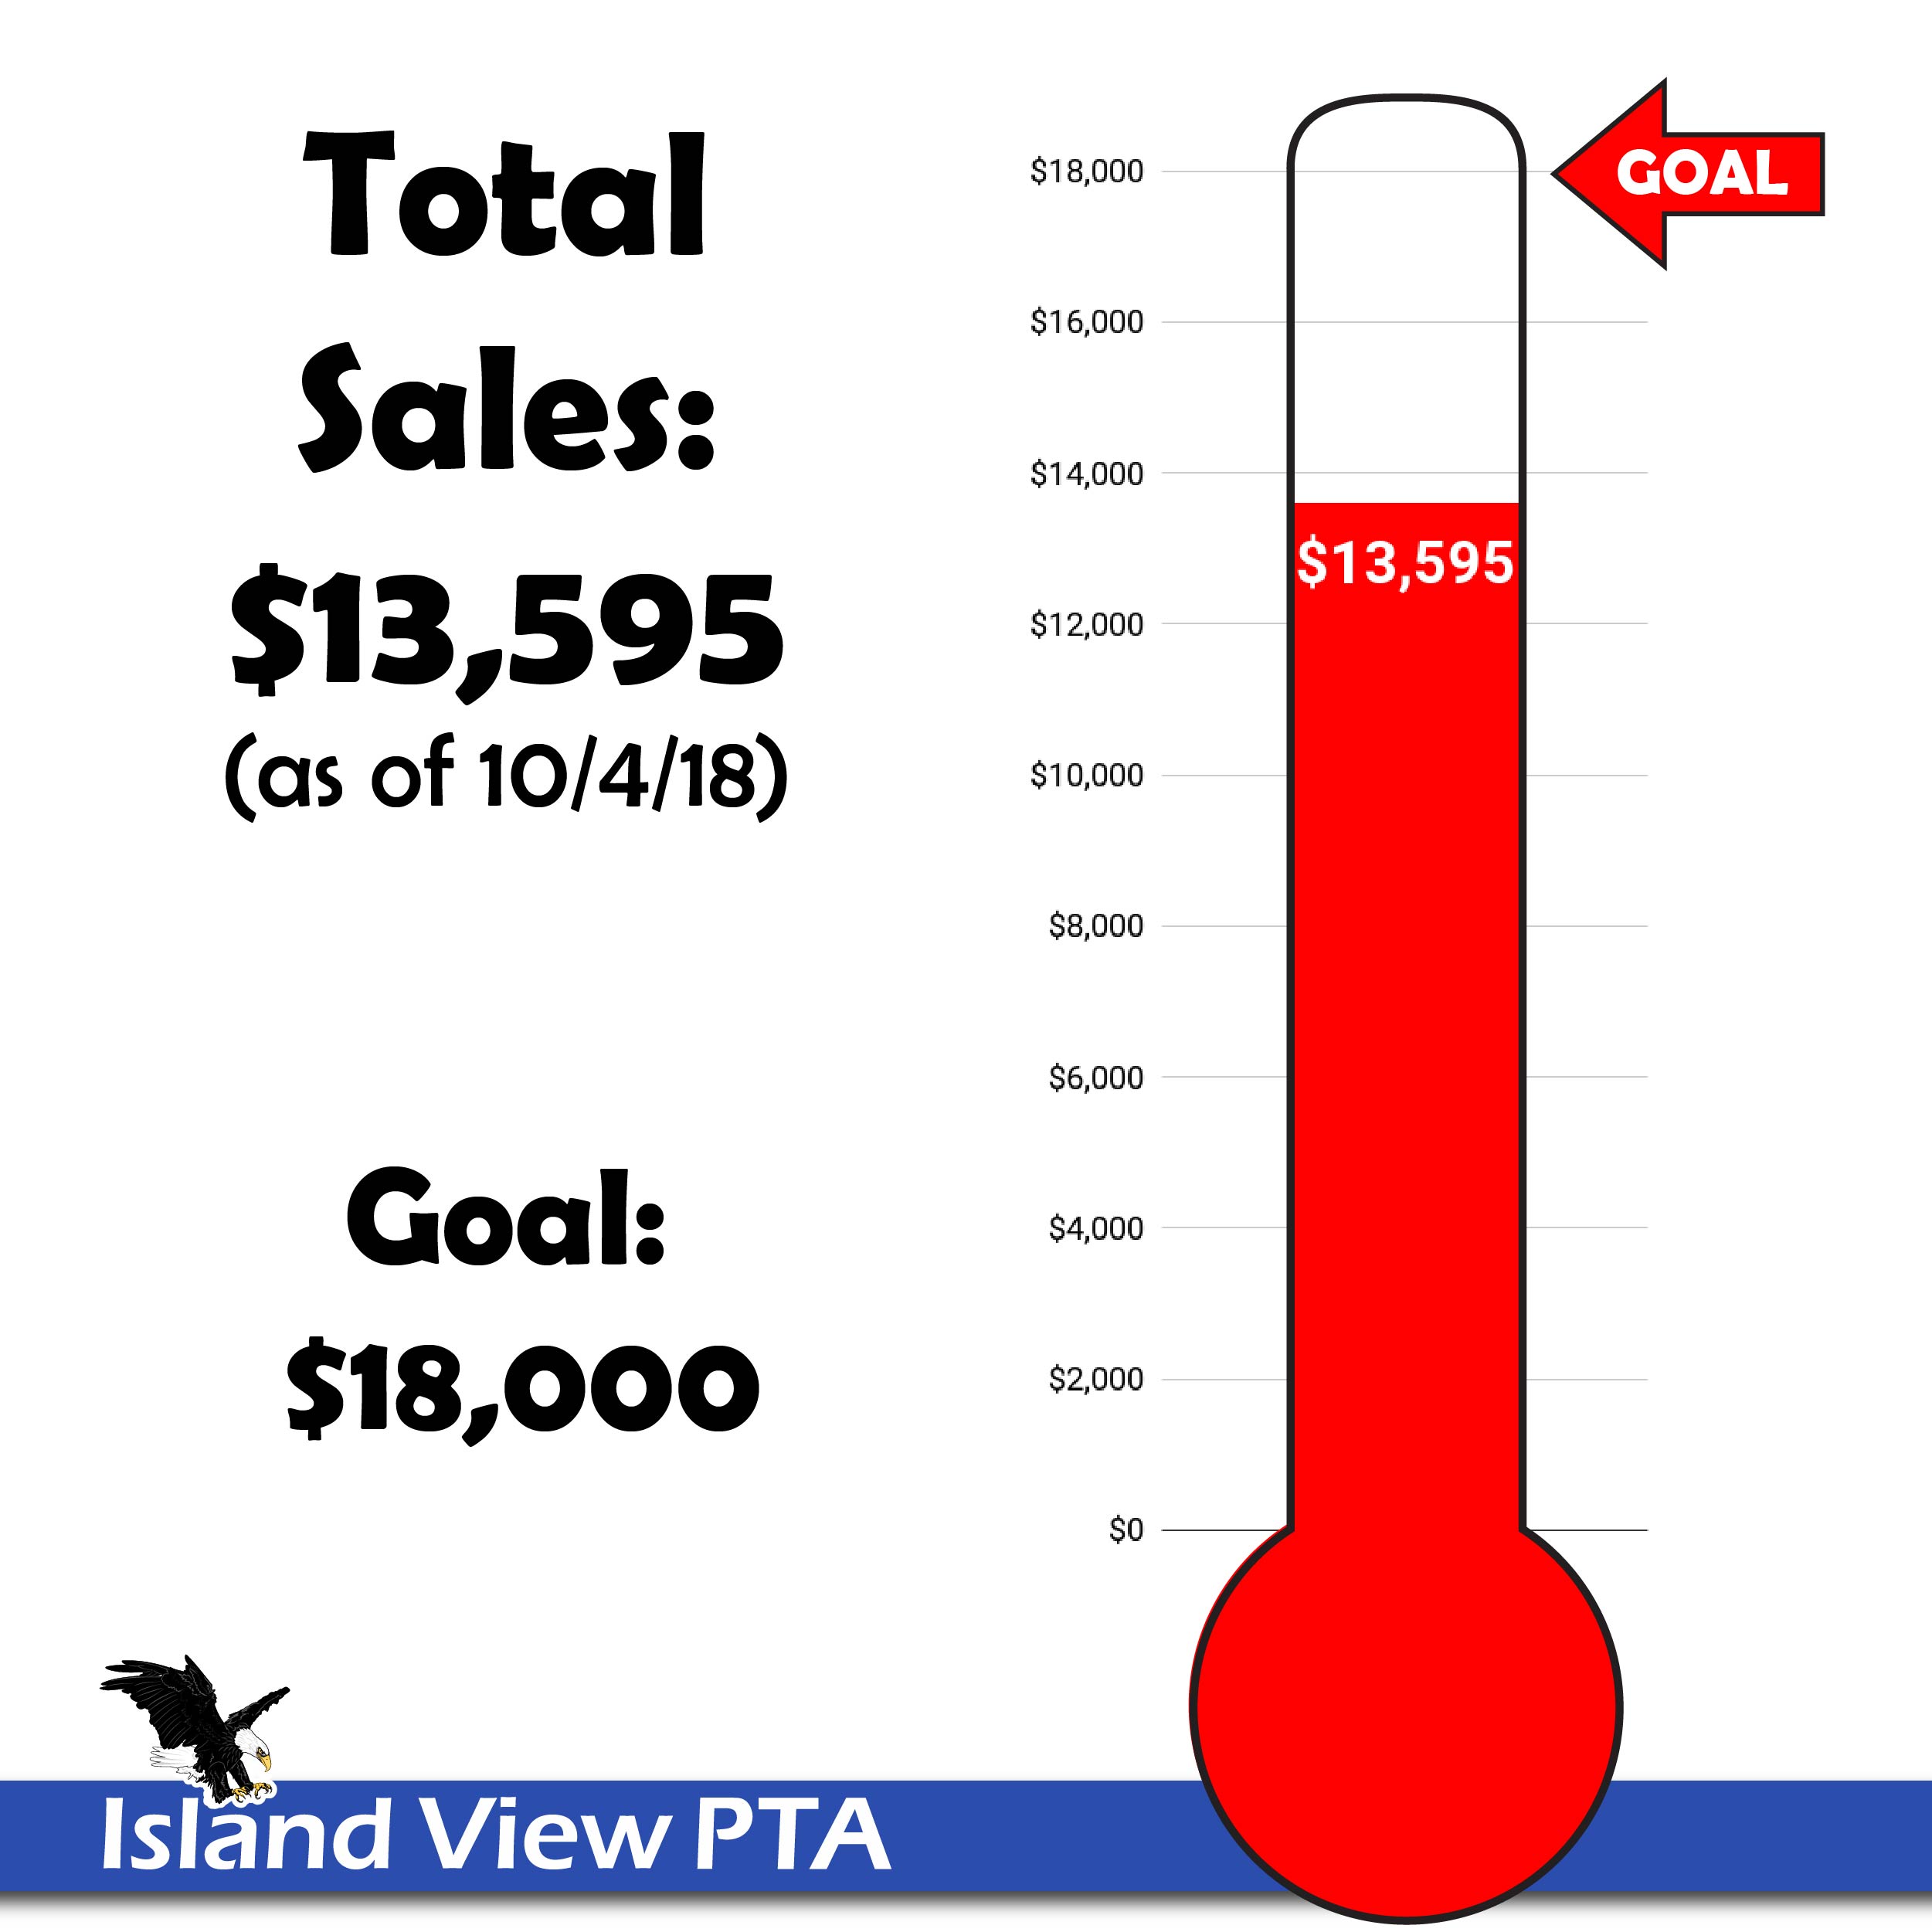 Total
Sales:
$13,595
(as of 10/4/18)
Goal:
$18,000
$18,000
GOAL
$16,000
$14,000
$13,595
$12,000
$10,000
$8,000
$6,000
$4,000
$2,000
$0
Island View PTA